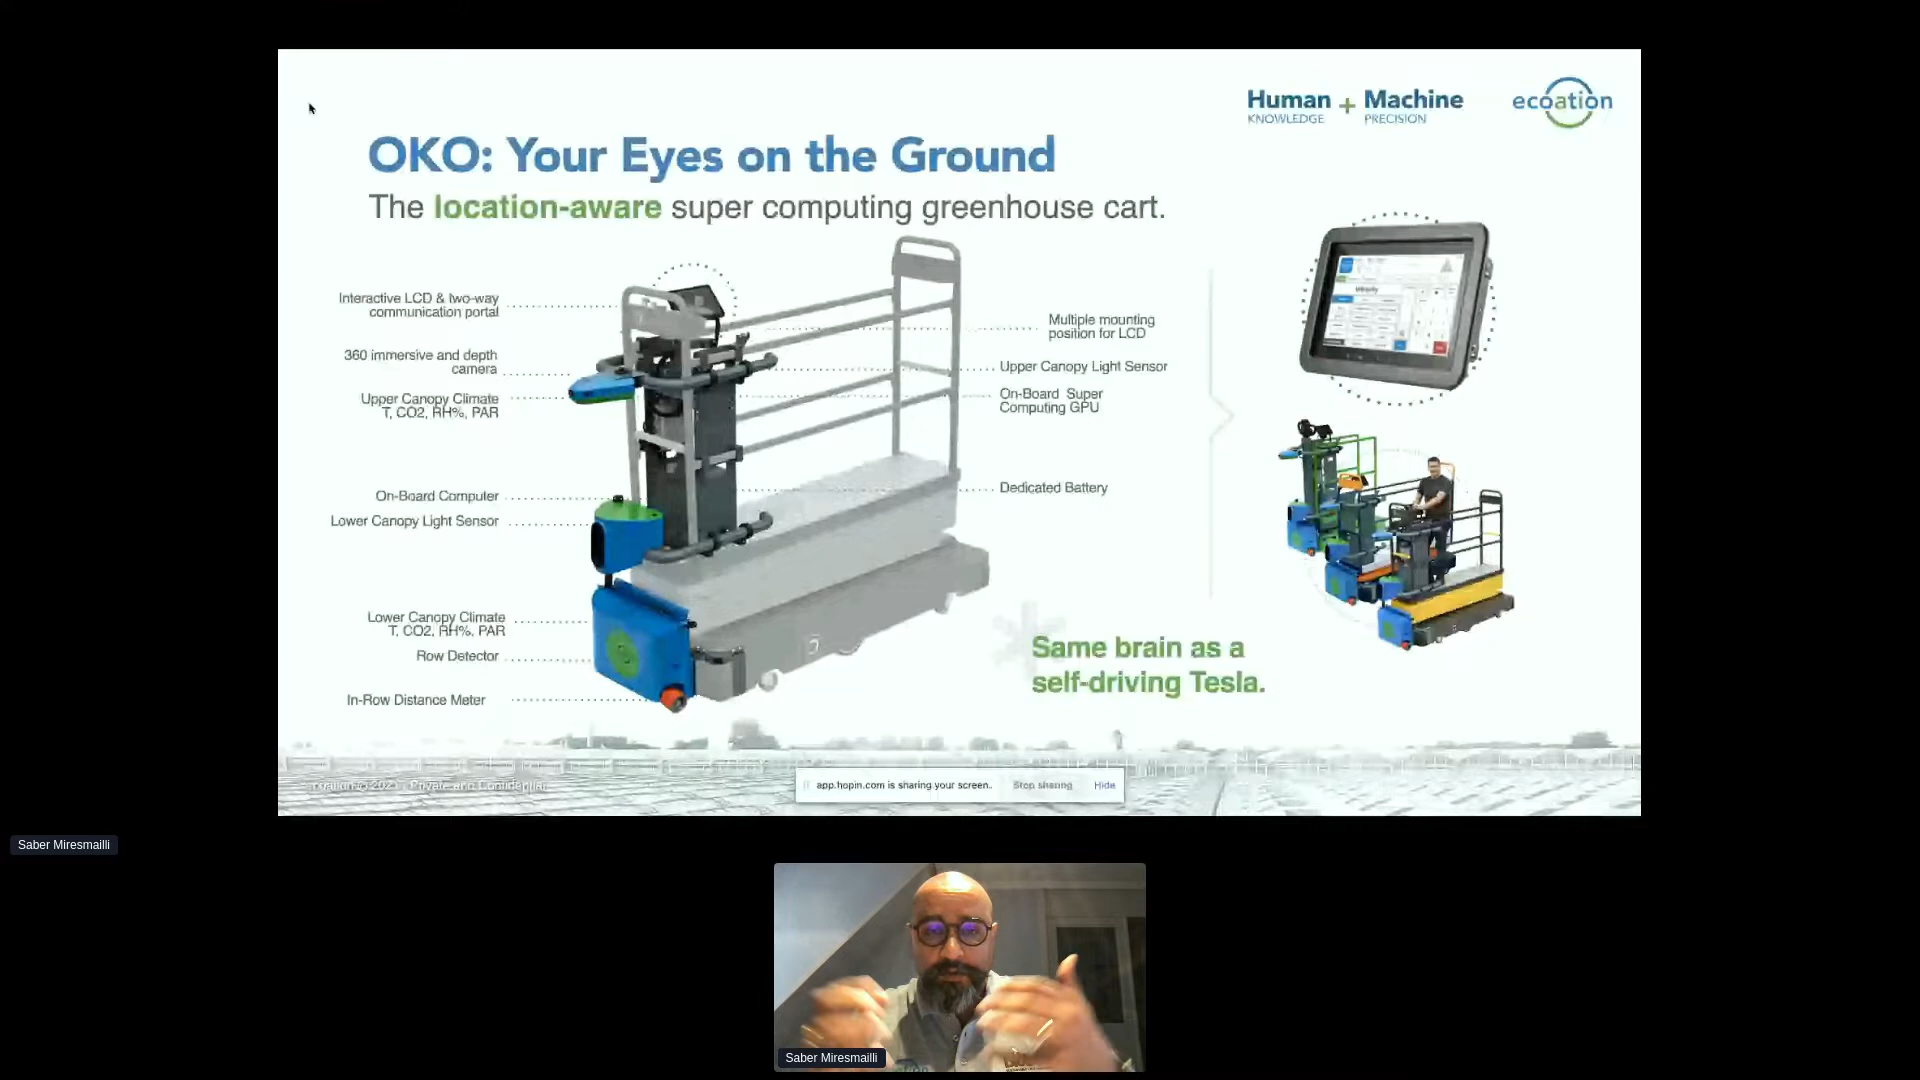 Human + Machine
KNOWLEDGE PRECISION
ecoation
OKO: Your Eyes on the Ground
The location-aware super computing greenhouse cart.
Interactive LCD & two-way
communication portal
360 immersive and depth
camera
Upper Canopy Climate
T, CO2, RH%, PAR
On-Board Computer
Lower Canopy Light Sensor
Lower Canopy Climate
T, CO2, RH%, PAR
Row Detector
In-Row Distance Meter
Multiple mounting
position for LCD
Upper Canopy Light Sensor
On-Board Super
Computing GPU
Dedicated Battery
Same brain as a
self-driving Tesla.
Private and Confidential
app.hopin.com is sharing your screen.
Stop sharing
Hide
Saber Miresmailli
Saber Miresmailli